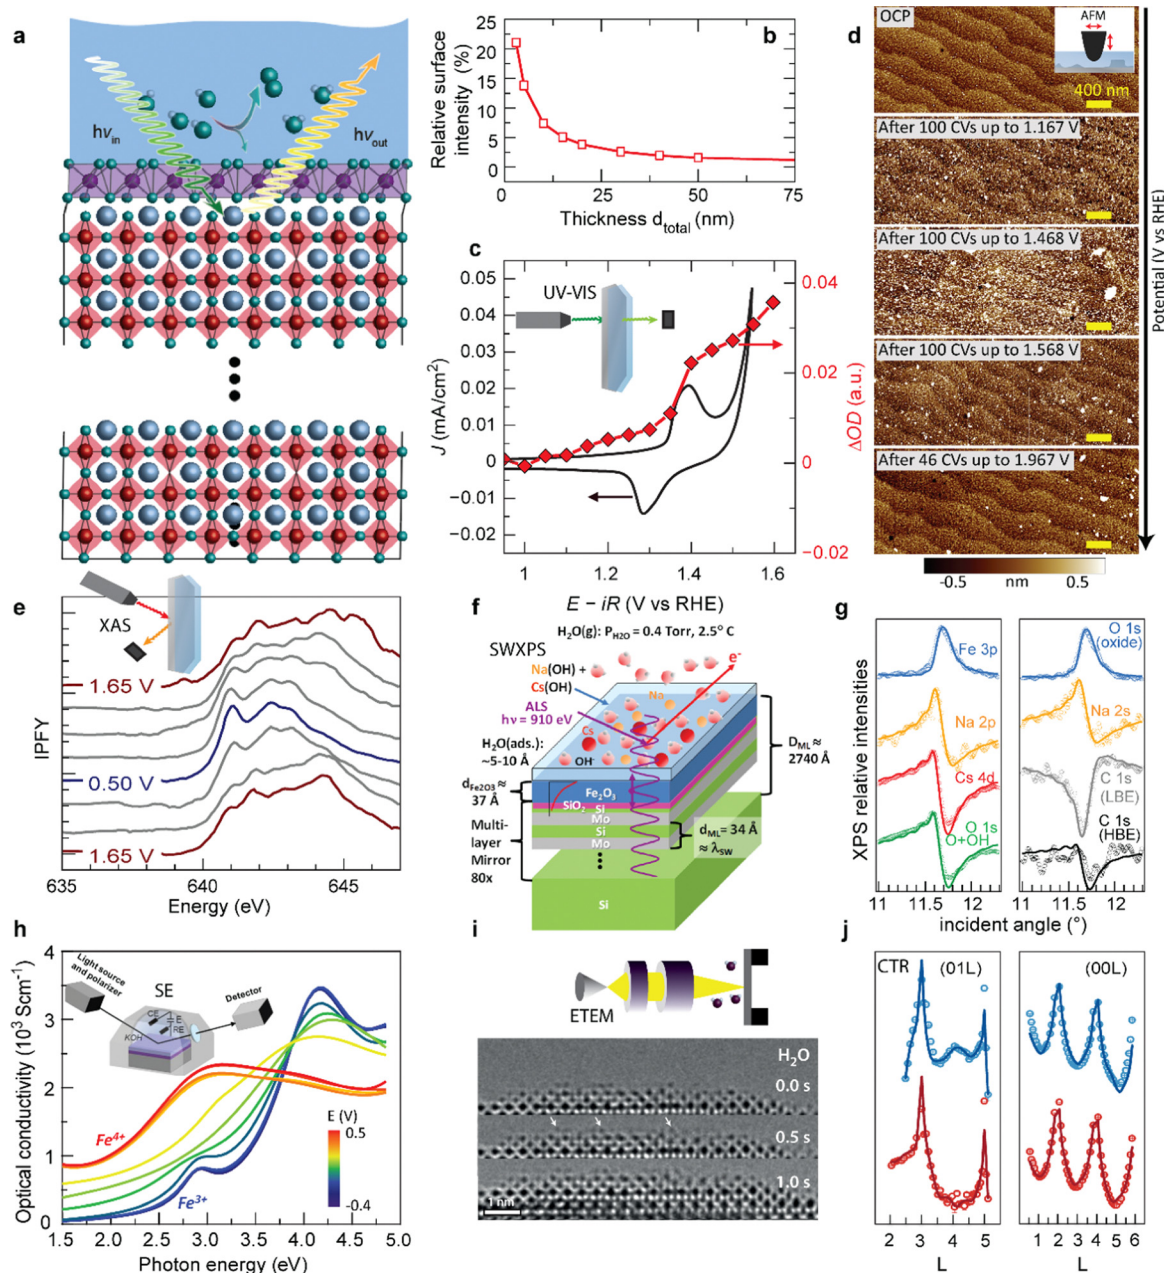 a
hνin
hνout
b
Relative surface
intensity (%)
25
20
15
10
5
0
0
25
50
75
Thickness dtotal (nm)
c
UV-VIS
J (mA/cm²)
0.05
0.04
0.03
0.02
0.01
0
−0.01
−0.02
0.04
0.02
0
−0.02
ΔOD (a.u.)
1
1.2
1.4
1.6
E − iR (V vs RHE)
d
OCP
AFM
400 nm
After 100 CVs up to 1.167 V
After 100 CVs up to 1.468 V
After 100 CVs up to 1.568 V
After 46 CVs up to 1.967 V
Potential (V vs RHE)
-0.5 nm 0.5
e
XAS
1.65 V
0.50 V
1.65 V
IPFY
635
640
645
Energy (eV)
f
H2O(g): PH2O = 0.4 Torr, 2.5° C
SWXPS
Na(OH) +
Cs(OH)
ALS
hν = 910 eV
H2O(ads.):
~5-10 Å
e-
Na
Cs
OH-
dFe2O3 ≈
37 Å
Fe2O3
SiO2
Si
Mo
Si
Mo
Multi-
layer
Mirror
80x
DML ≈
2740 Å
dML= 34 Å
≈ λSW
Si
g
XPS relative intensities
Fe 3p
Na 2p
Cs 4d
O 1s
O+OH
O 1s
(oxide)
Na 2s
C 1s
(LBE)
C 1s
(HBE)
11
11.5
12
11
11.5
12
incident angle (°)
h
Light source
and polarizer
SE
Detector
CE
E
RE
KOH
Optical conductivity (10³ Scm⁻¹)
4
3
2
1
0
Fe4+
Fe3+
E (V)
0.5
-0.4
1.5
2.0
2.5
3.0
3.5
4.0
4.5
5.0
Photon energy (eV)
i
ETEM
H2O
0.0 s
0.5 s
1.0 s
1 nm
j
CTR
(01L)
(00L)
2
3
4
5
L
1
2
3
4
5
6
L